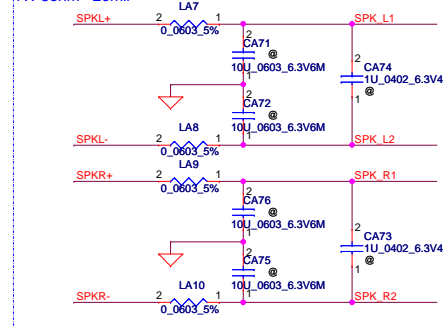 LA7
SPKL+ 2 1 SPK_L1
0_0603_5%
2
CA71
@
10U_0603_6.3V6M
1
2
CA74
1U_0402_6.3V4
@
1
2
CA72
@
10U_0603_6.3V6M
1
LA8
SPKL- 2 1 SPK_L2
0_0603_5%
LA9
SPKR+ 2 1 SPK_R1
0_0603_5%
2
CA76
@
10U_0603_6.3V6M
1
2
CA73
1U_0402_6.3V4
@
1
2
CA75
@
10U_0603_6.3V6M
1
LA10
SPKR- 2 1 SPK_R2
0_0603_5%